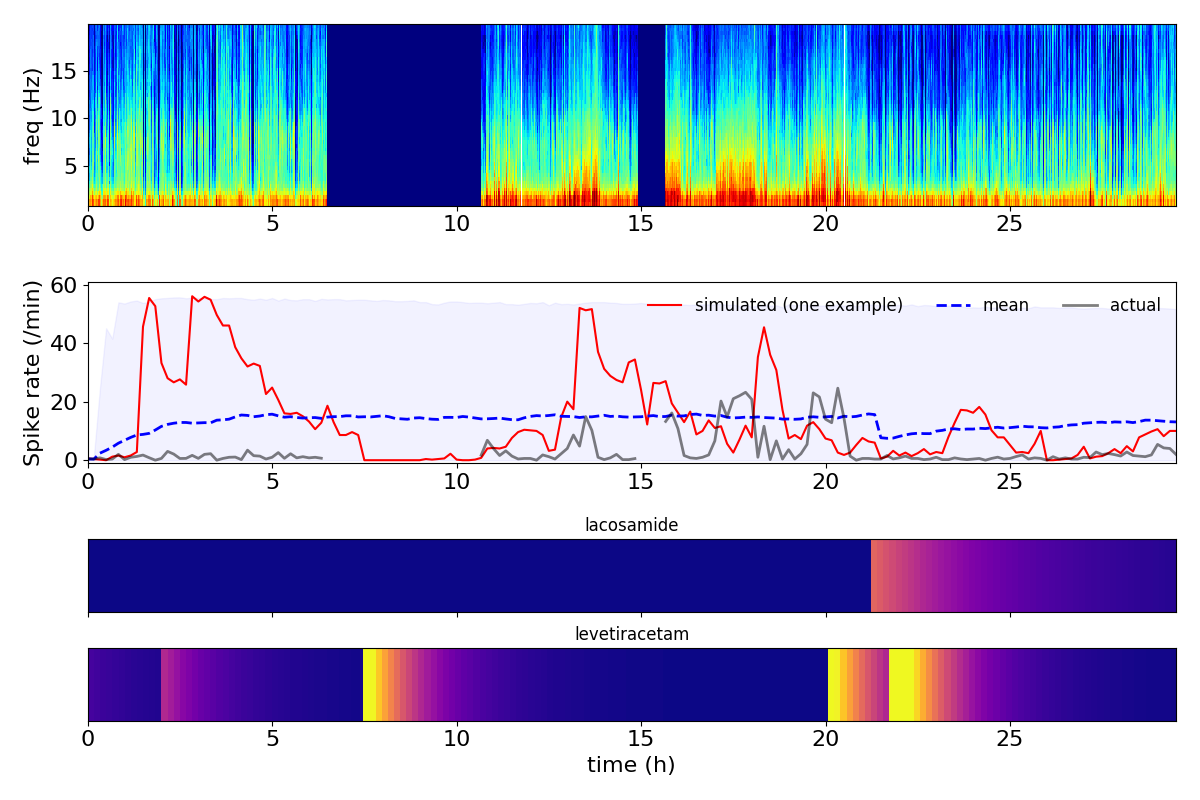 freq (Hz)
15
10
5
0 5 10 15 20 25
Spike rate (/min)
60
40
20
0
simulated (one example) mean actual
0 5 10 15 20 25
lacosamide
levetiracetam
0 5 10 15 20 25
time (h)